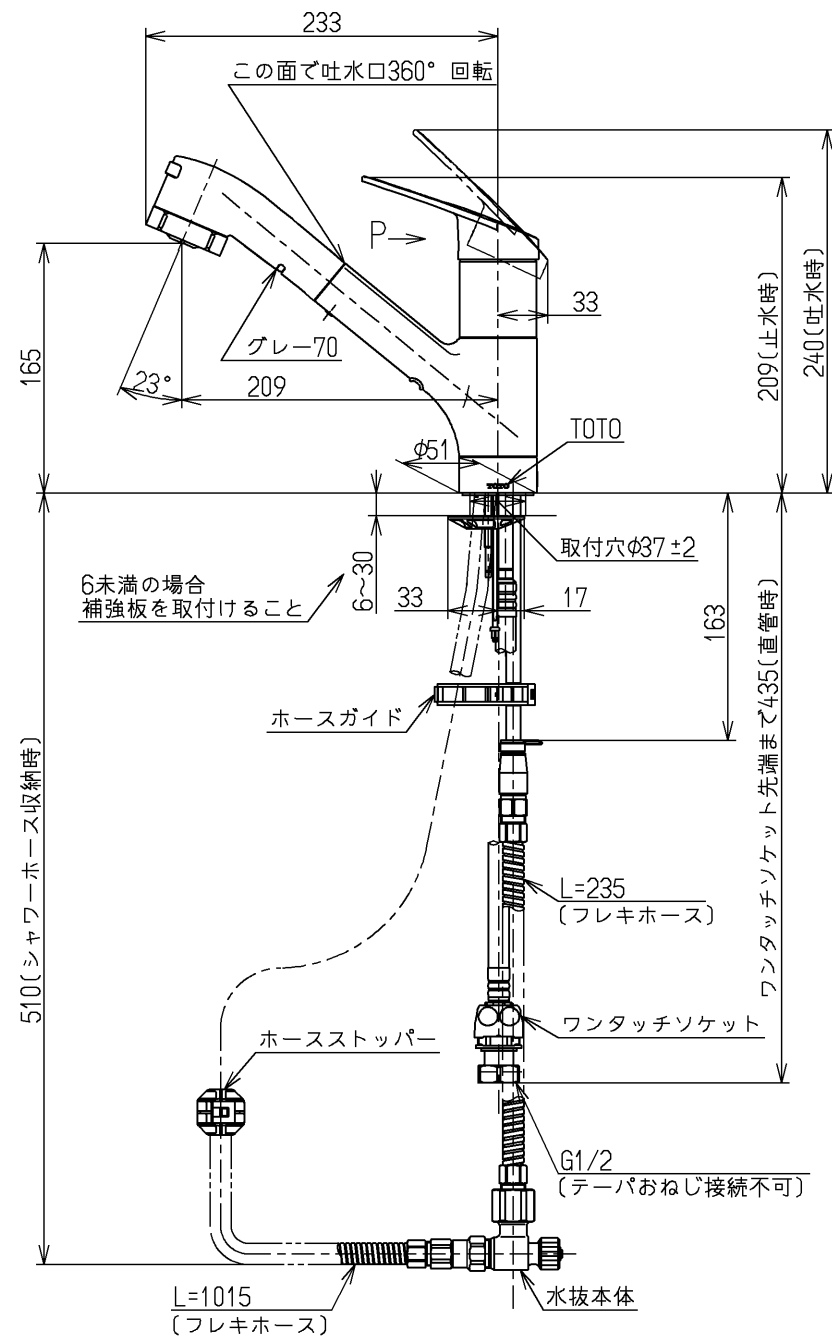 233
この面で吐水口360° 回転
P
33
240(吐水時)
209(止水時)
165
グレー70
23°
209
φ51
TOTO
TOTO
取付穴φ37±2
6~30
6未満の場合
補強板を取付けること
33
17
163
ワンタッチソケット先端まで435(直管時)
ホースガイド
510(シャワーホース収納時)
L=235
(フレキホース)
ワンタッチソケット
ホースストッパー
G1/2
(テーパおねじ接続不可)
L=1015
(フレキホース)
水抜本体